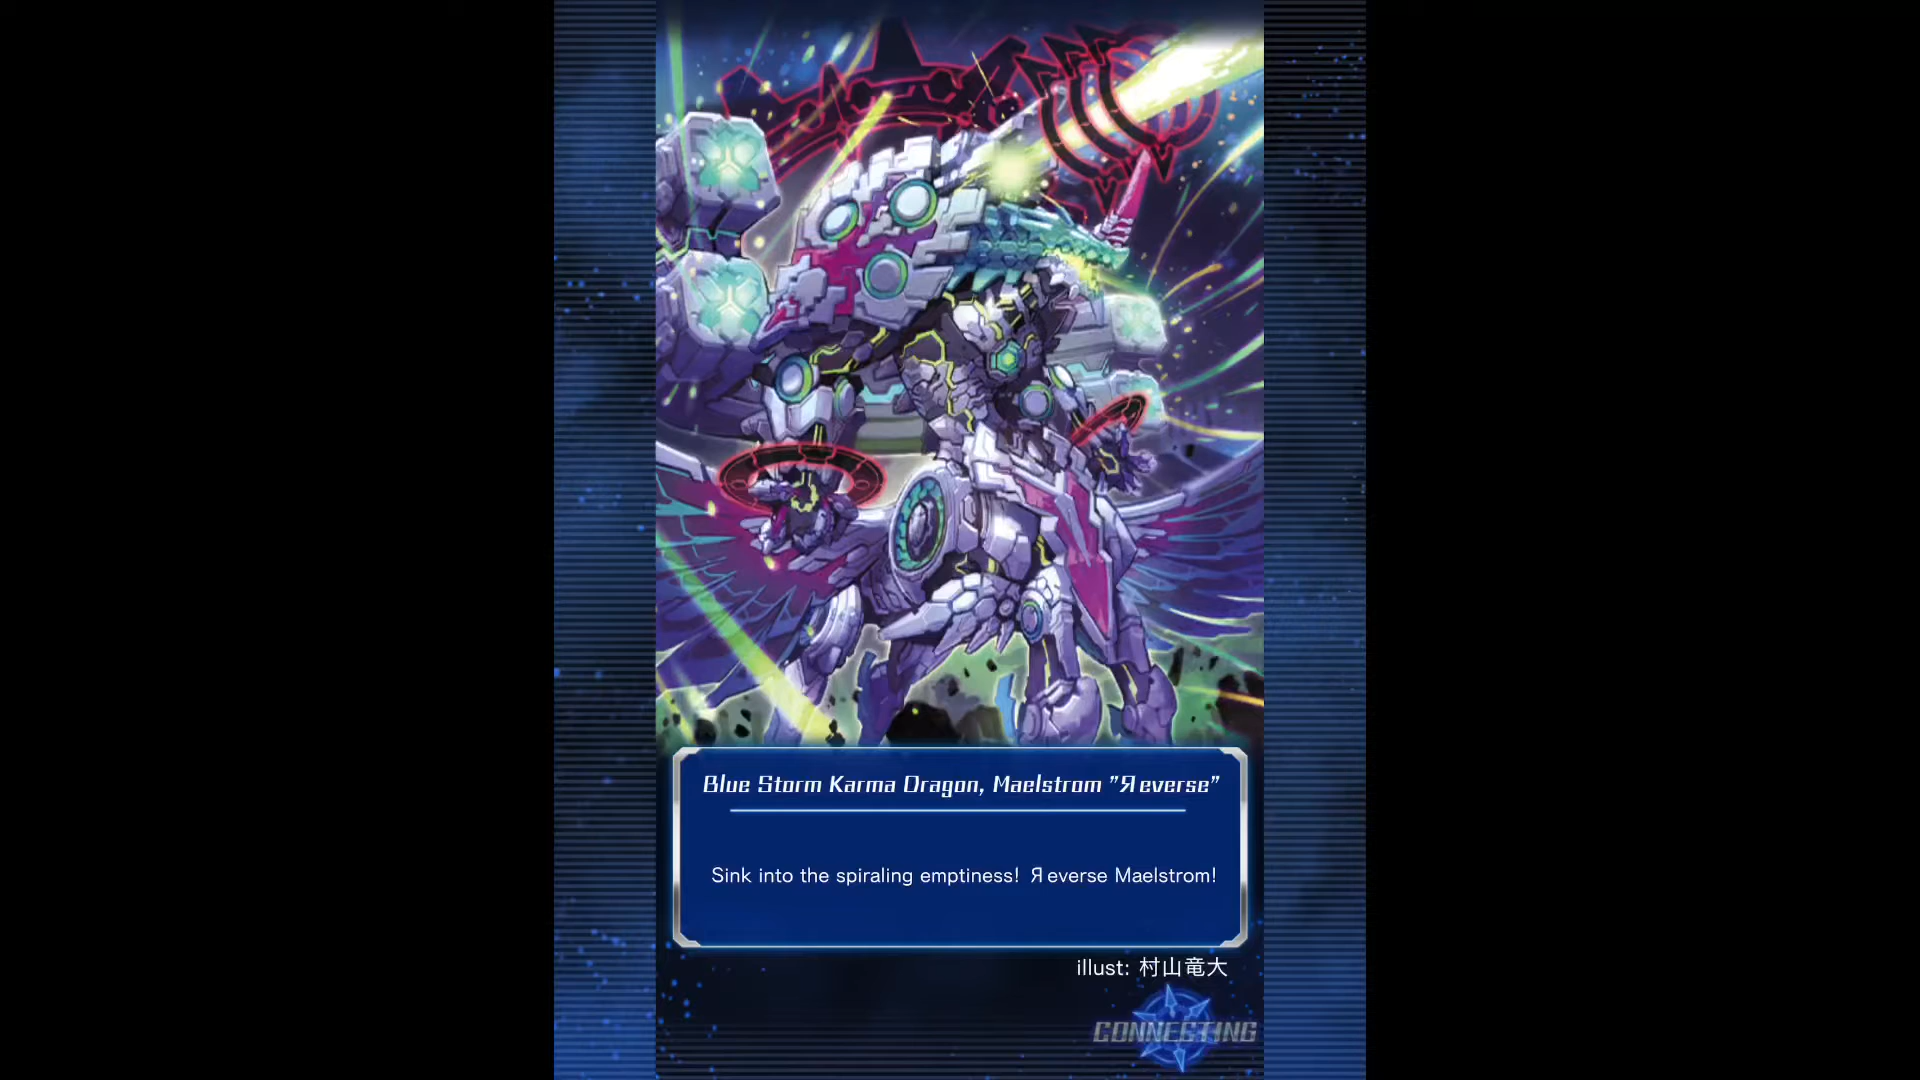 Blue Storm Karma Dragon, Maelstrom "Яeverse"
Sink into the spiraling emptiness! Яeverse Maelstrom!
illust: 村山竜大
CONNECTING